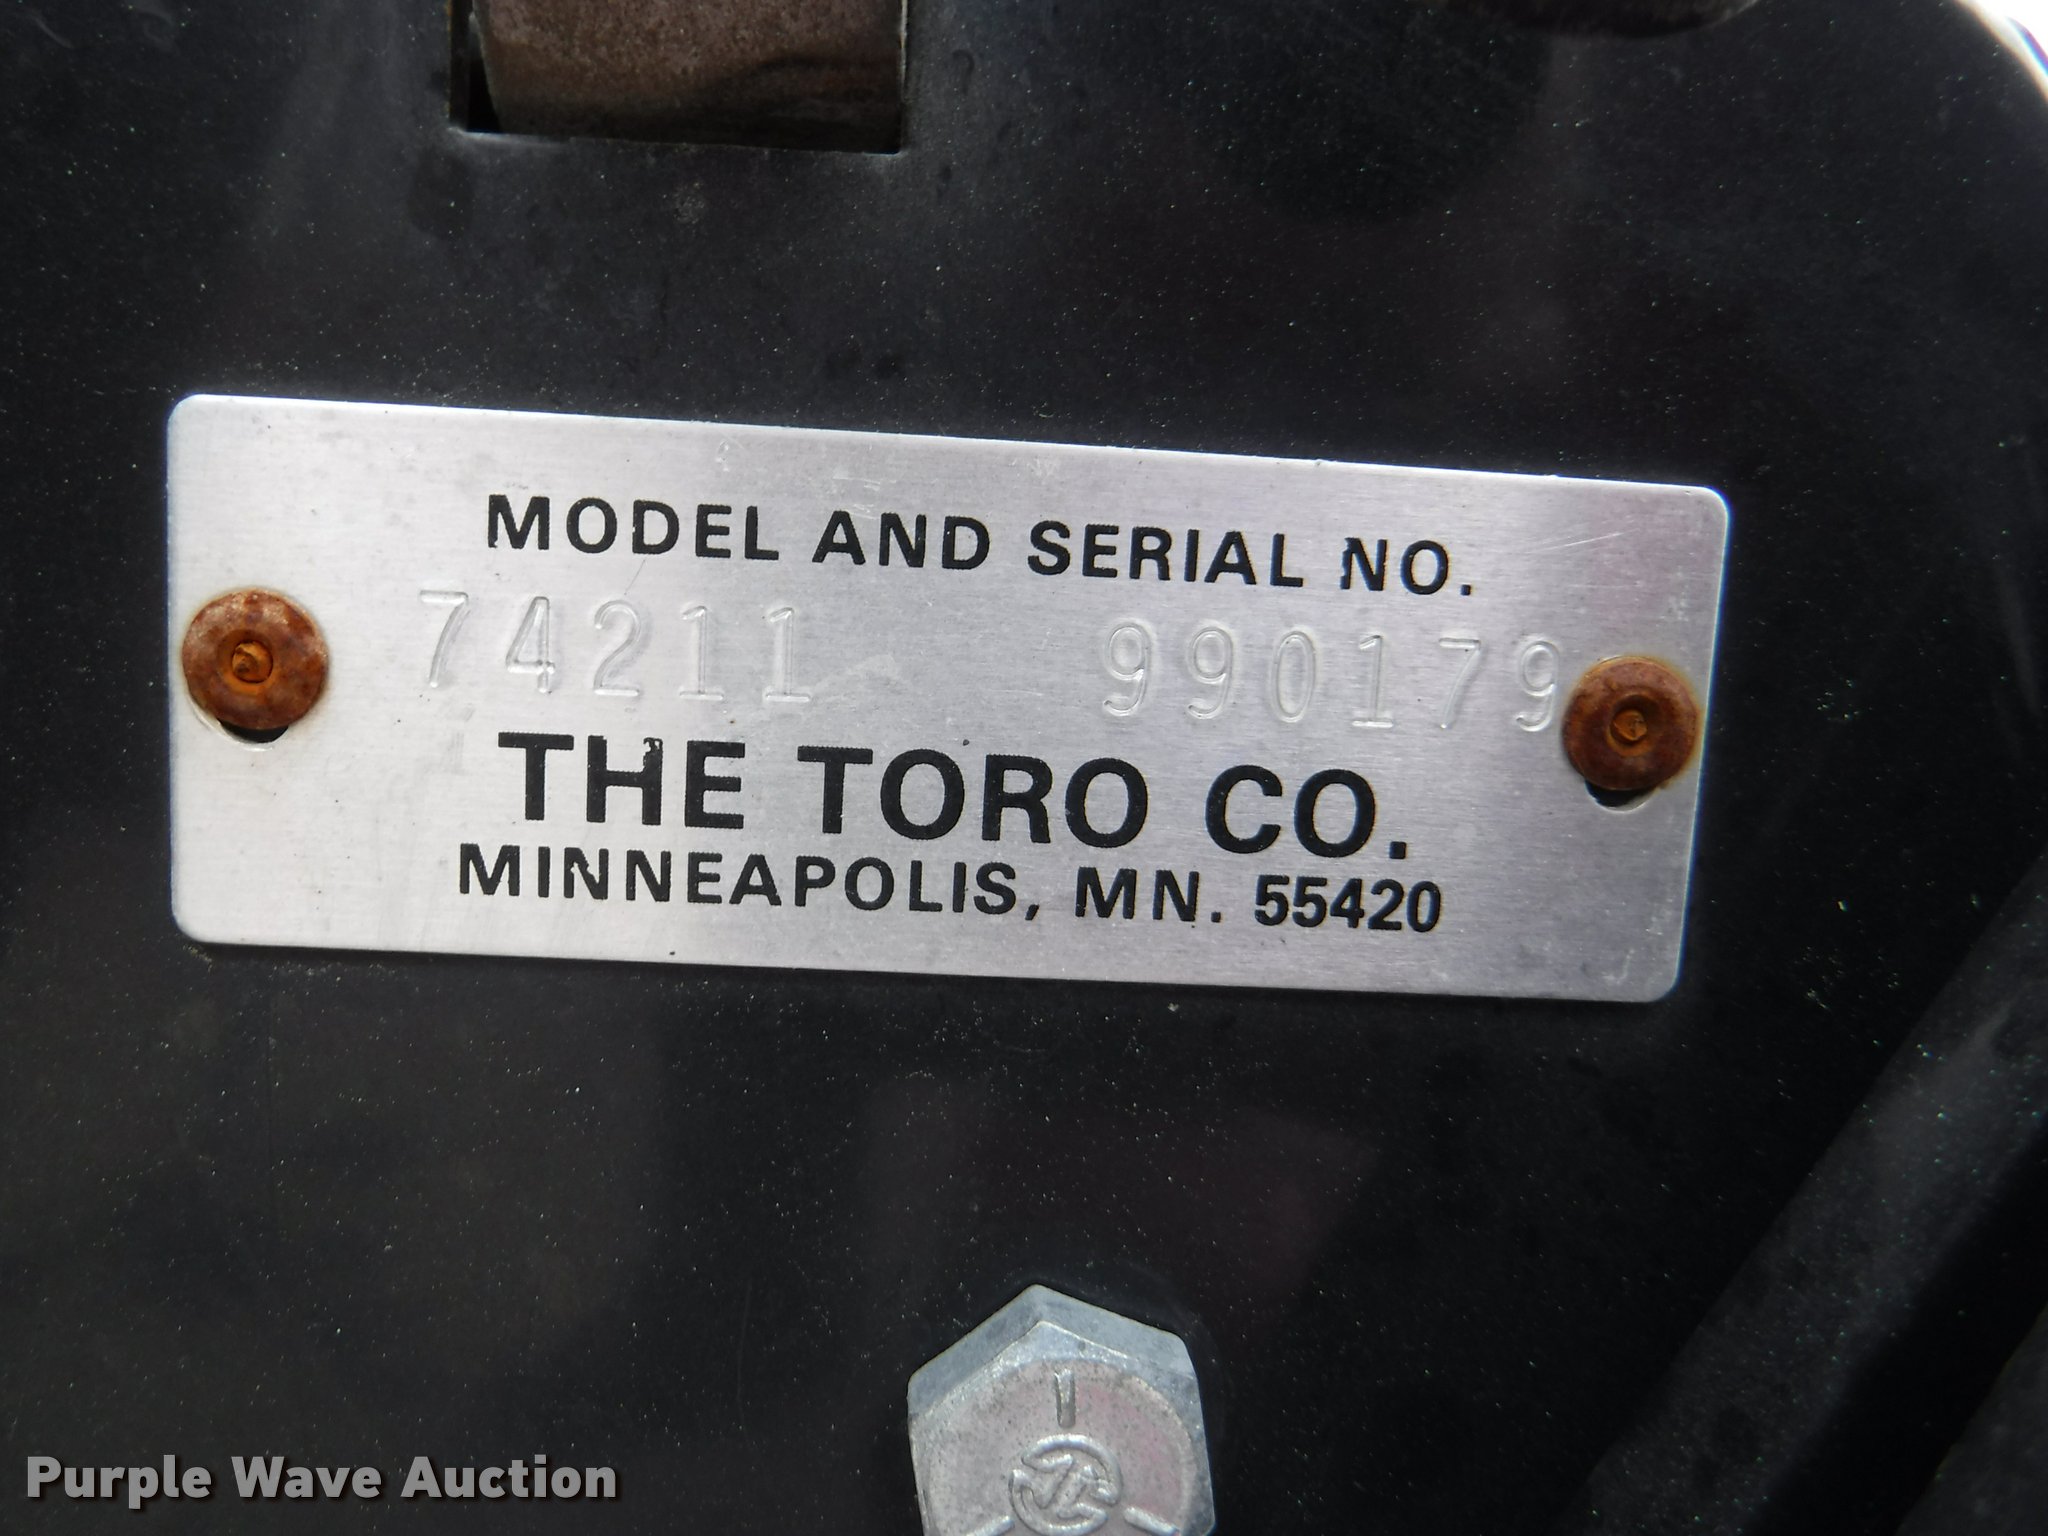 MODEL AND SERIAL NO.
74211 990179
THE TORO CO.
MINNEAPOLIS, MN. 55420
Purple Wave Auction